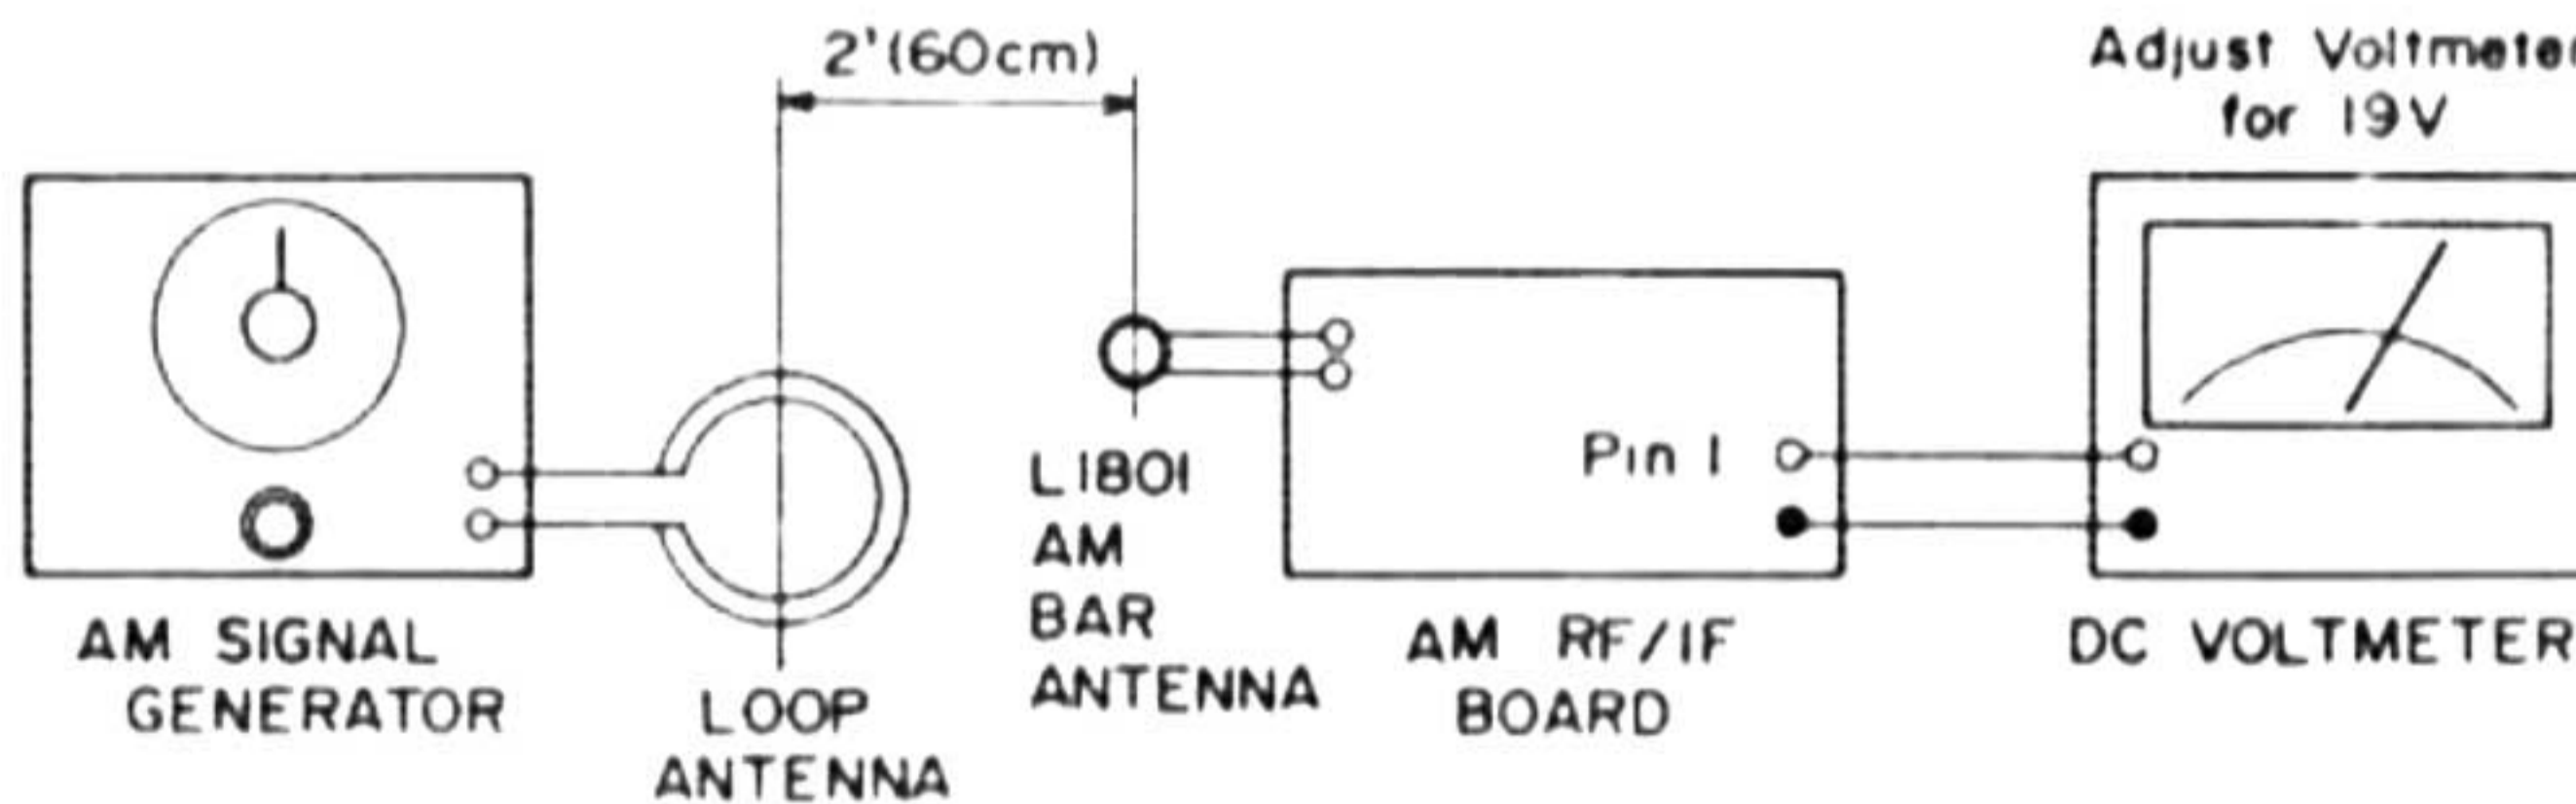 2'(60cm)
Adjust Voltmeter
for 19V
Pin 1
L1801
AM
BAR
ANTENNA
AM SIGNAL
GENERATOR
LOOP
ANTENNA
AM RF/IF
BOARD
DC VOLTMETER